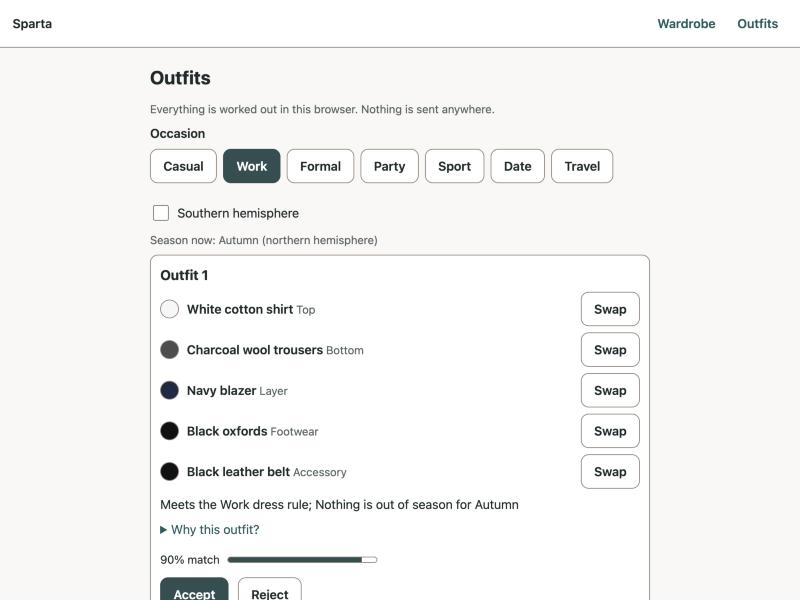 Sparta
Wardrobe Outfits
Outfits
Everything is worked out in this browser. Nothing is sent anywhere.
Occasion
Casual Work Formal Party Sport Date Travel
Southern hemisphere
Season now: Autumn (northern hemisphere)
Outfit 1
White cotton shirt Top Swap
Charcoal wool trousers Bottom Swap
Navy blazer Layer Swap
Black oxfords Footwear Swap
Black leather belt Accessory Swap
Meets the Work dress rule; Nothing is out of season for Autumn
Why this outfit?
90% match
Accept Reject